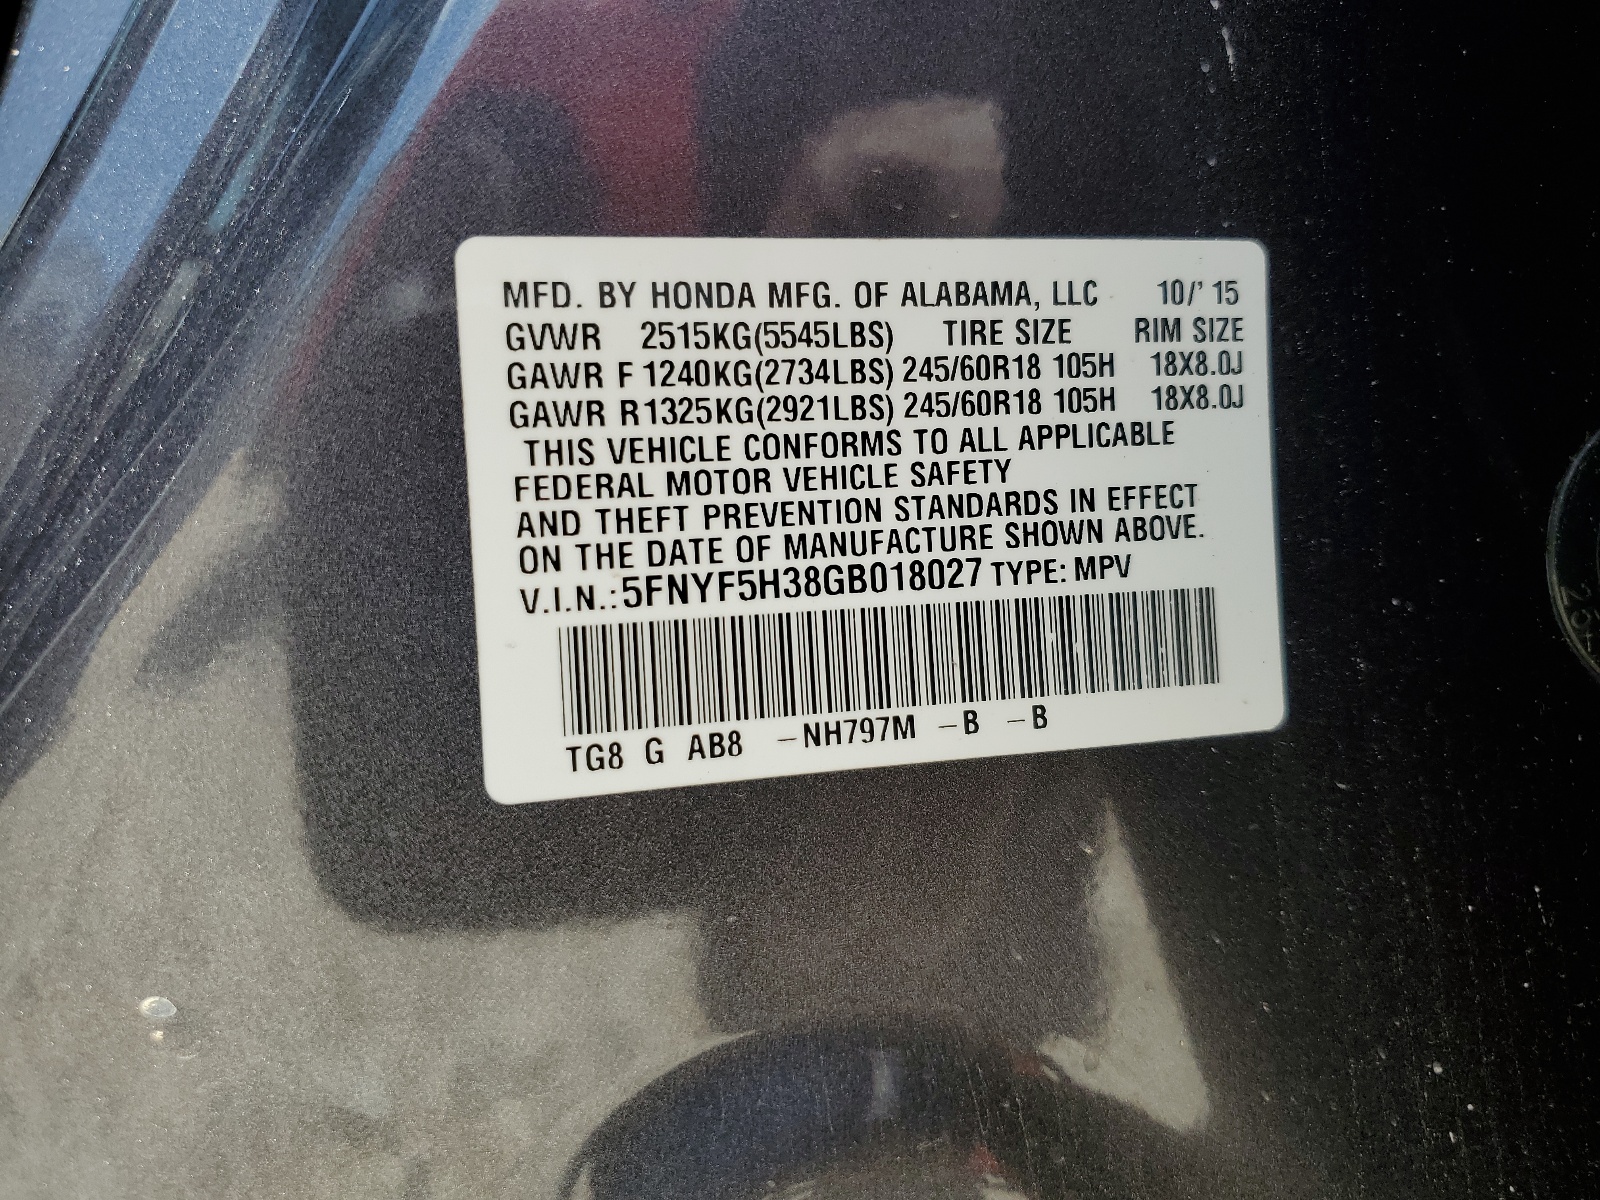 MFD. BY HONDA MFG. OF ALABAMA, LLC 10/' 15
GVWR 2515KG(5545LBS) TIRE SIZE RIM SIZE
GAWR F 1240KG(2734LBS) 245/60R18 105H 18X8.0J
GAWR R1325KG(2921LBS) 245/60R18 105H 18X8.0J
THIS VEHICLE CONFORMS TO ALL APPLICABLE
FEDERAL MOTOR VEHICLE SAFETY
AND THEFT PREVENTION STANDARDS IN EFFECT
ON THE DATE OF MANUFACTURE SHOWN ABOVE.
V.I.N.:5FNYF5H38GB018027 TYPE: MPV
TG8 G AB8 –NH797M –B –B